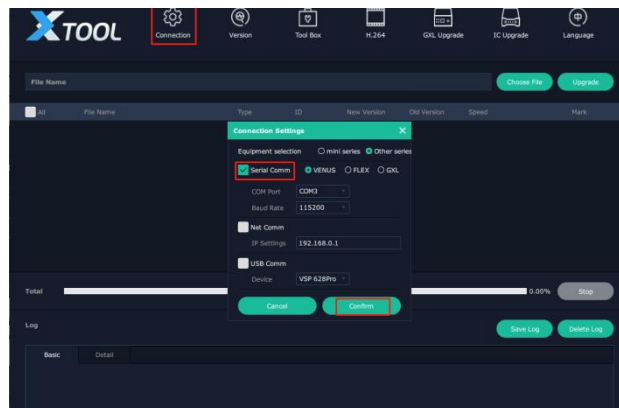 XTOOL
Connection Version Tool Box H.264 GXL Upgrade IC Upgrade Language
File Name Choose File Upgrade
All File Name Type ID New Version Old Version Speed Mark
Connection Settings
Equipment selection mini series Other series
Serial Comm VENUS FLEX GXL
COM Port COM3
Baud Rate 115200
Net Comm
IP Settings 192.168.0.1
USB Comm
Device VSP 628Pro
Total 0.00% Stop
Cancel Confirm
Log Save Log Delete Log
Basic Detail